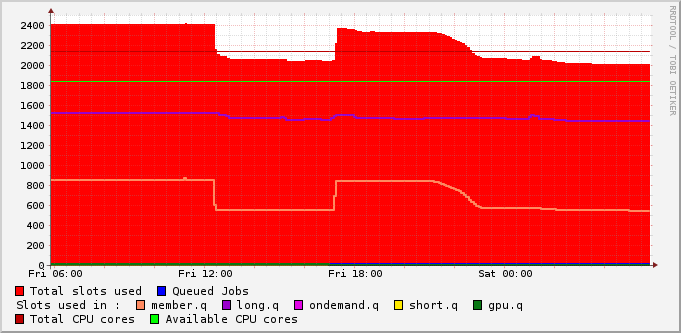 2400
2200
2000
1800
1600
1400
1200
1000
800
600
400
200
0
Fri 06:00 Fri 12:00 Fri 18:00 Sat 00:00
RRDTOOL / TOBI OETIKER
Total slots used Queued Jobs
Slots used in : member.q long.q ondemand.q short.q gpu.q
Total CPU cores Available CPU cores